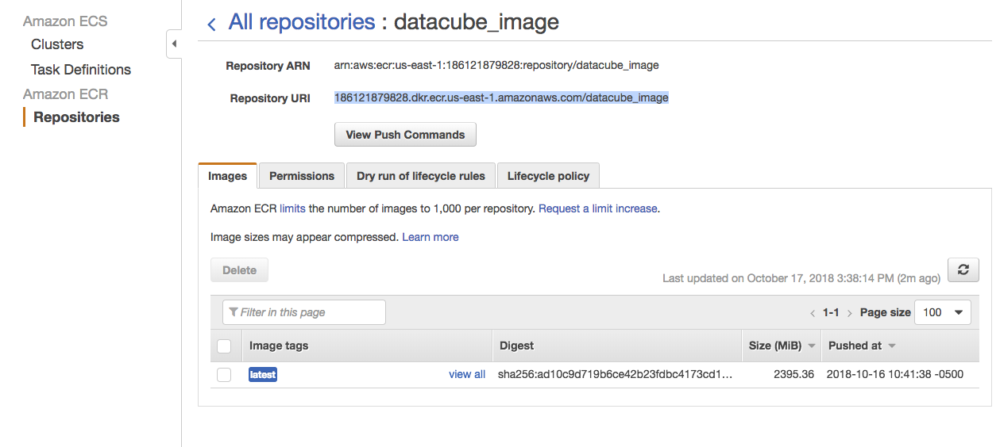 Amazon ECS
Clusters
Task Definitions
Amazon ECR
Repositories
All repositories : datacube_image
Repository ARN arn:aws:ecr:us-east-1:186121879828:repository/datacube_image
Repository URI 186121879828.dkr.ecr.us-east-1.amazonaws.com/datacube_image
View Push Commands
Images Permissions Dry run of lifecycle rules Lifecycle policy
Amazon ECR limits the number of images to 1,000 per repository. Request a limit increase.
Image sizes may appear compressed. Learn more
Delete
Last updated on October 17, 2018 3:38:14 PM (2m ago)
Filter in this page
1-1 Page size 100
Image tags Digest Size (MiB) Pushed at
latest view all sha256:ad10c9d719b6ce42b23fdbc4173cd1… 2395.36 2018-10-16 10:41:38 -0500